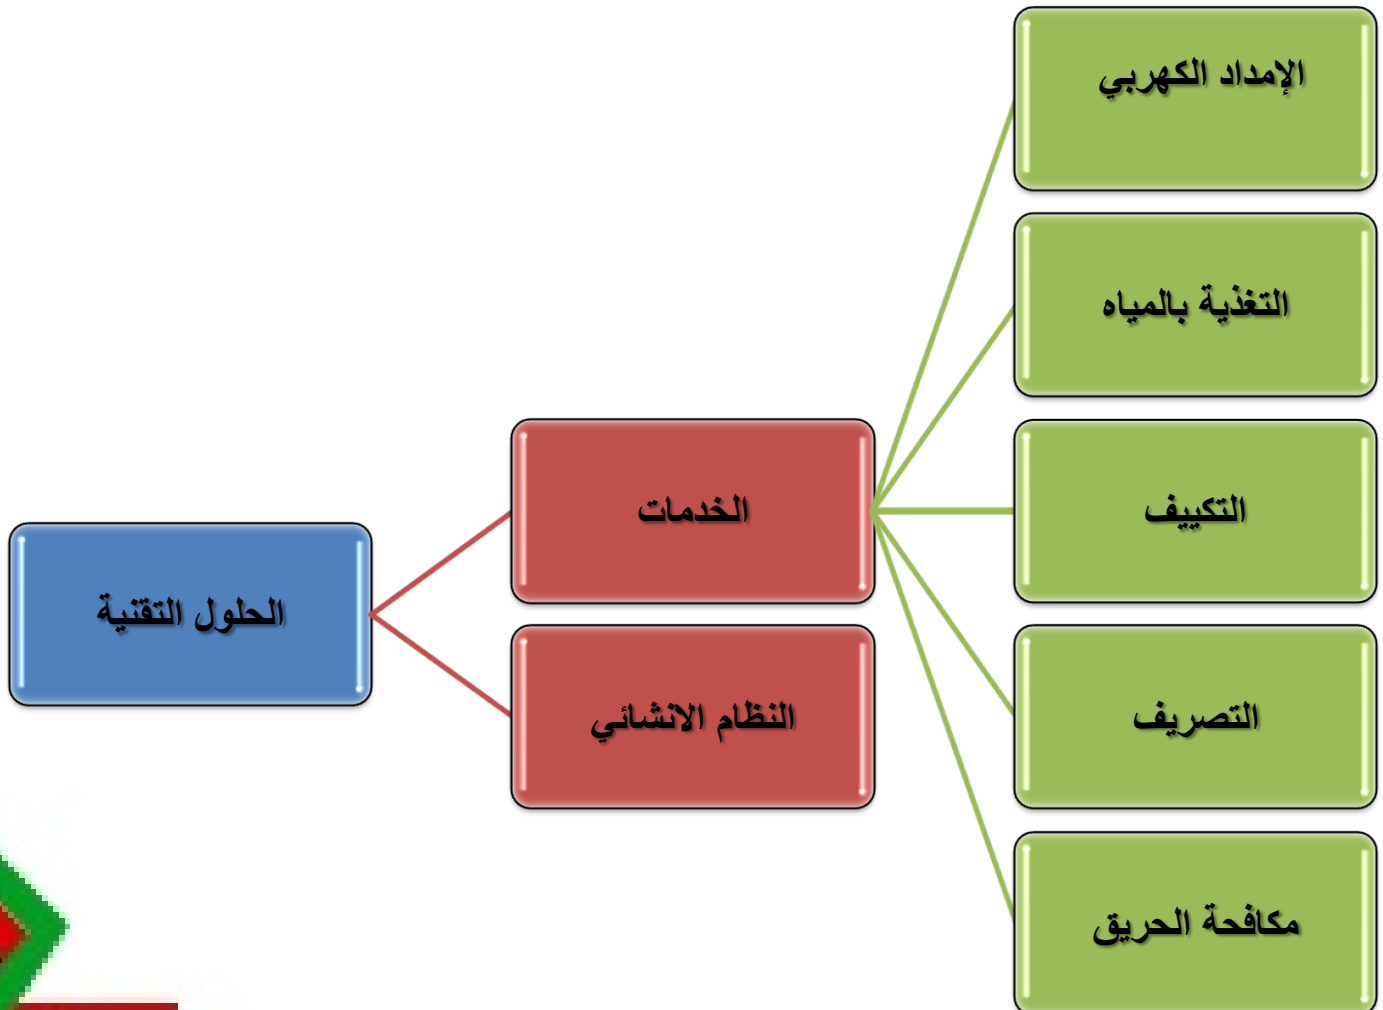 الحلول التقنية
الخدمات
النظام الانشائي
الإمداد الكهربي
التغذية بالمياه
التكييف
التصريف
مكافحة الحريق